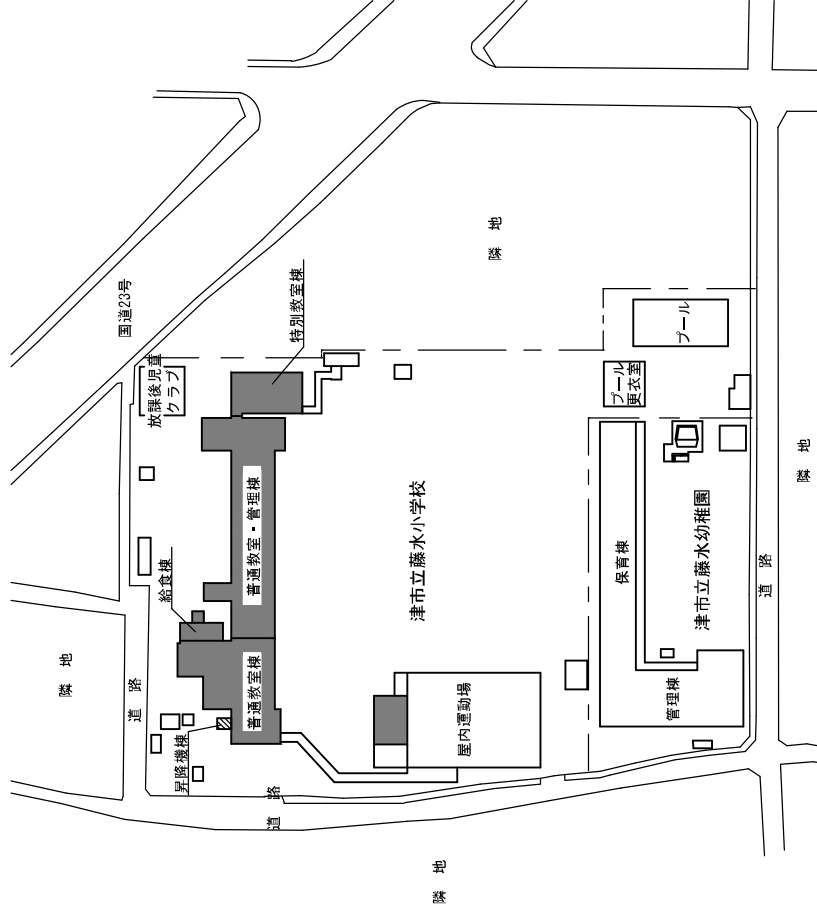 国道23号
放課後児童
クラブ
特別教室棟
隣地
普通教室・管理棟
給食棟
普通教室棟
昇降機棟
隣地
道路
道路
津市立藤水小学校
屋内運動場
プール
プール
更衣室
保育棟
津市立藤水幼稚園
管理棟
道路
隣地
隣地